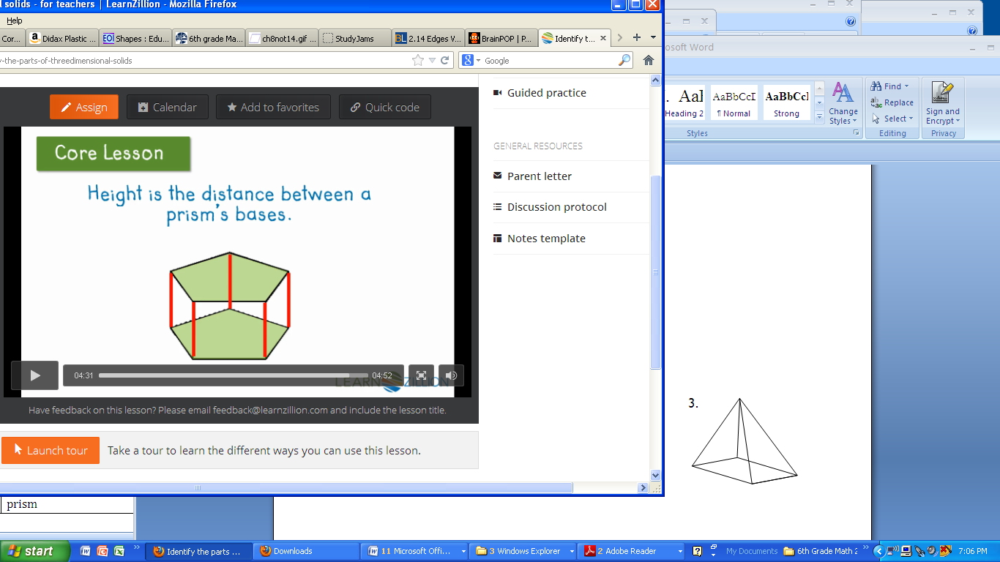 l solids - for teachers | LearnZillion - Mozilla Firefox
Help
Cor...
Didax Plastic ...
EO Shapes : Edu...
6th grade Ma...
ch8not14.gif ...
StudyJams
BL 2.14 Edges V...
BrainPOP | P...
Identify t...
y-the-parts-of-threedimensional-solids
Google
Assign
Calendar
Add to favorites
Quick code
Core Lesson
Height is the distance between a
prism's bases.
04:31
04:52
LEARN ZILLION
Have feedback on this lesson? Please email feedback@learnzillion.com and include the lesson title.
Launch tour
Take a tour to learn the different ways you can use this lesson.
Guided practice
GENERAL RESOURCES
Parent letter
Discussion protocol
Notes template
osoft Word
. AaI
AaBbCcI
AaBbCcI
Heading 2
¶ Normal
Strong
Change
Styles
Styles
Find
Replace
Select
Editing
Sign and
Encrypt
Privacy
3.
prism
start
Identify the parts ...
Downloads
11 Microsoft Offi...
3 Windows Explorer
2 Adobe Reader
My Documents
6th Grade Math 2
7:06 PM